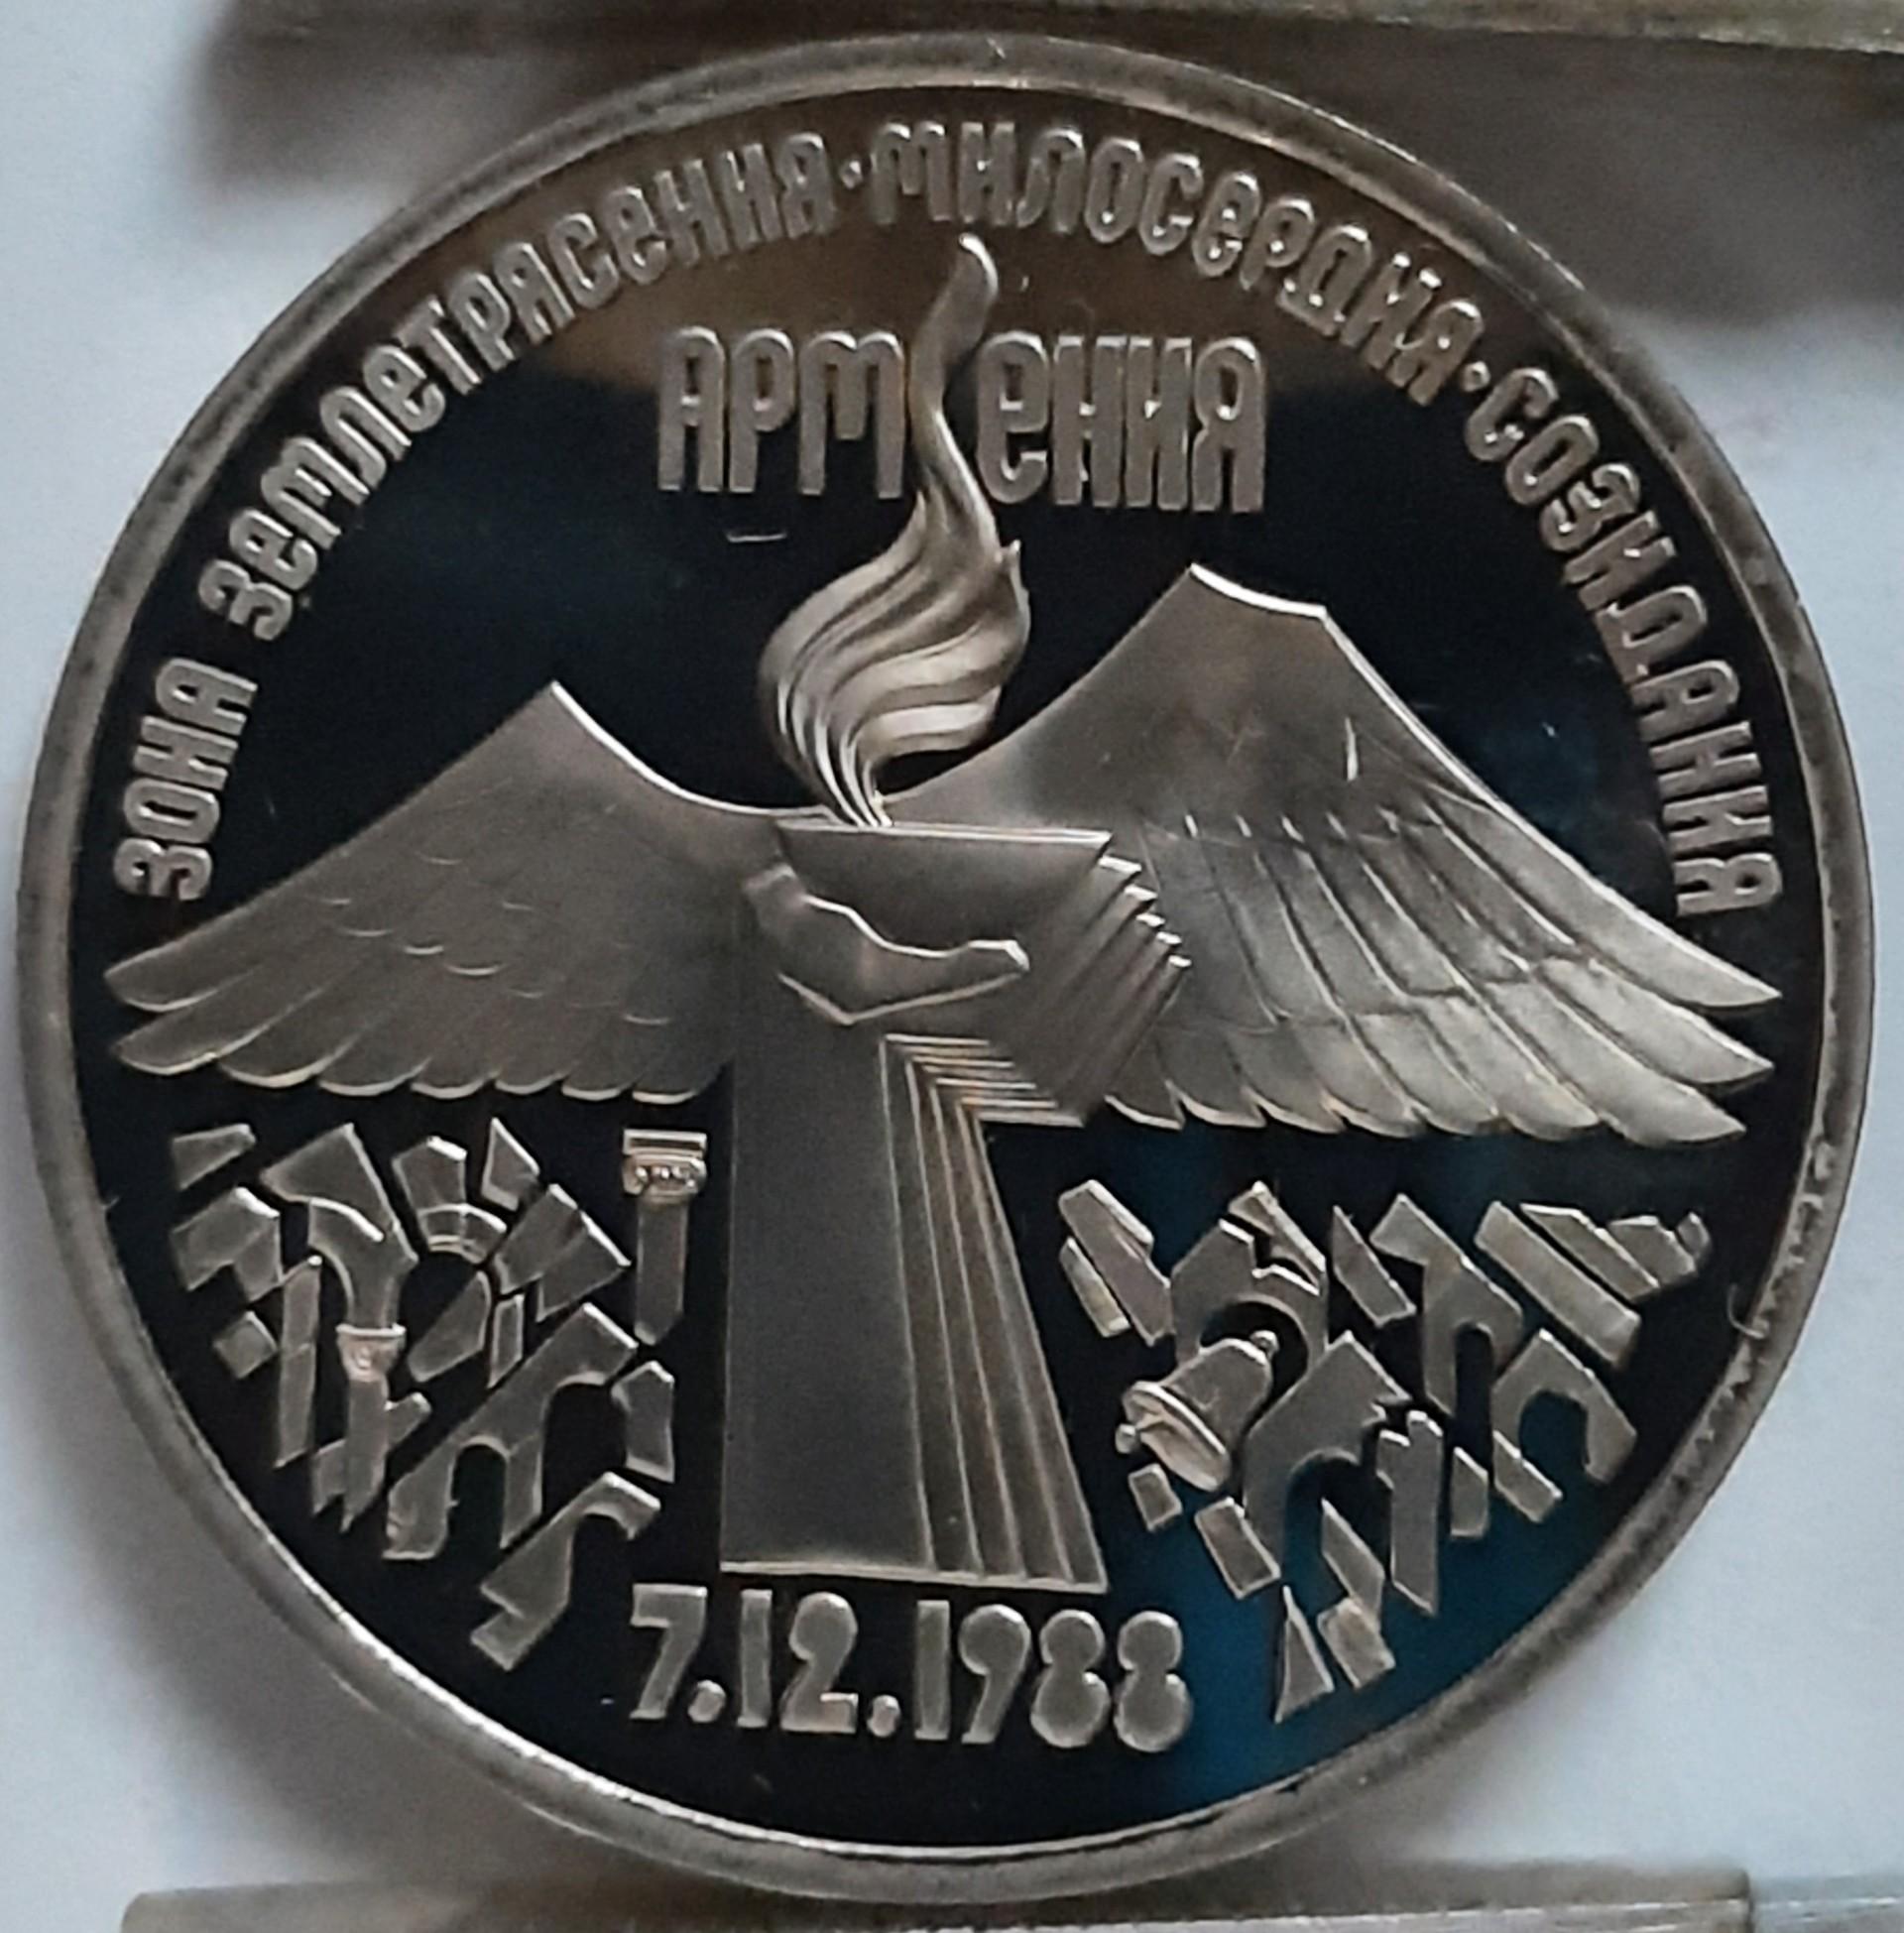 ЗОНА ЗЕМЛЕТРЯСЕНИЯ·МИЛОСЕРДИЯ·СОЗИДАНИЯ
АРМЕНИЯ
7.12.1988